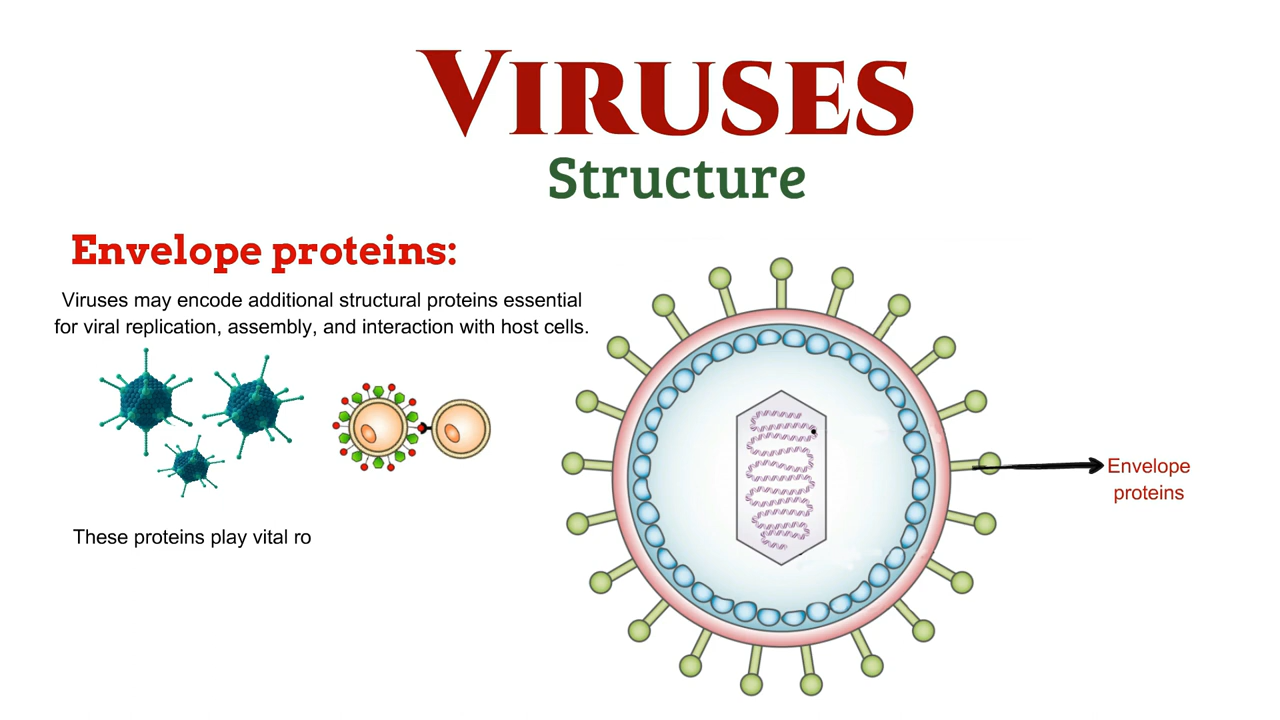 VIRUSES
Structure
Envelope proteins:
Viruses may encode additional structural proteins essential
for viral replication, assembly, and interaction with host cells.
These proteins play vital ro
Envelope
proteins